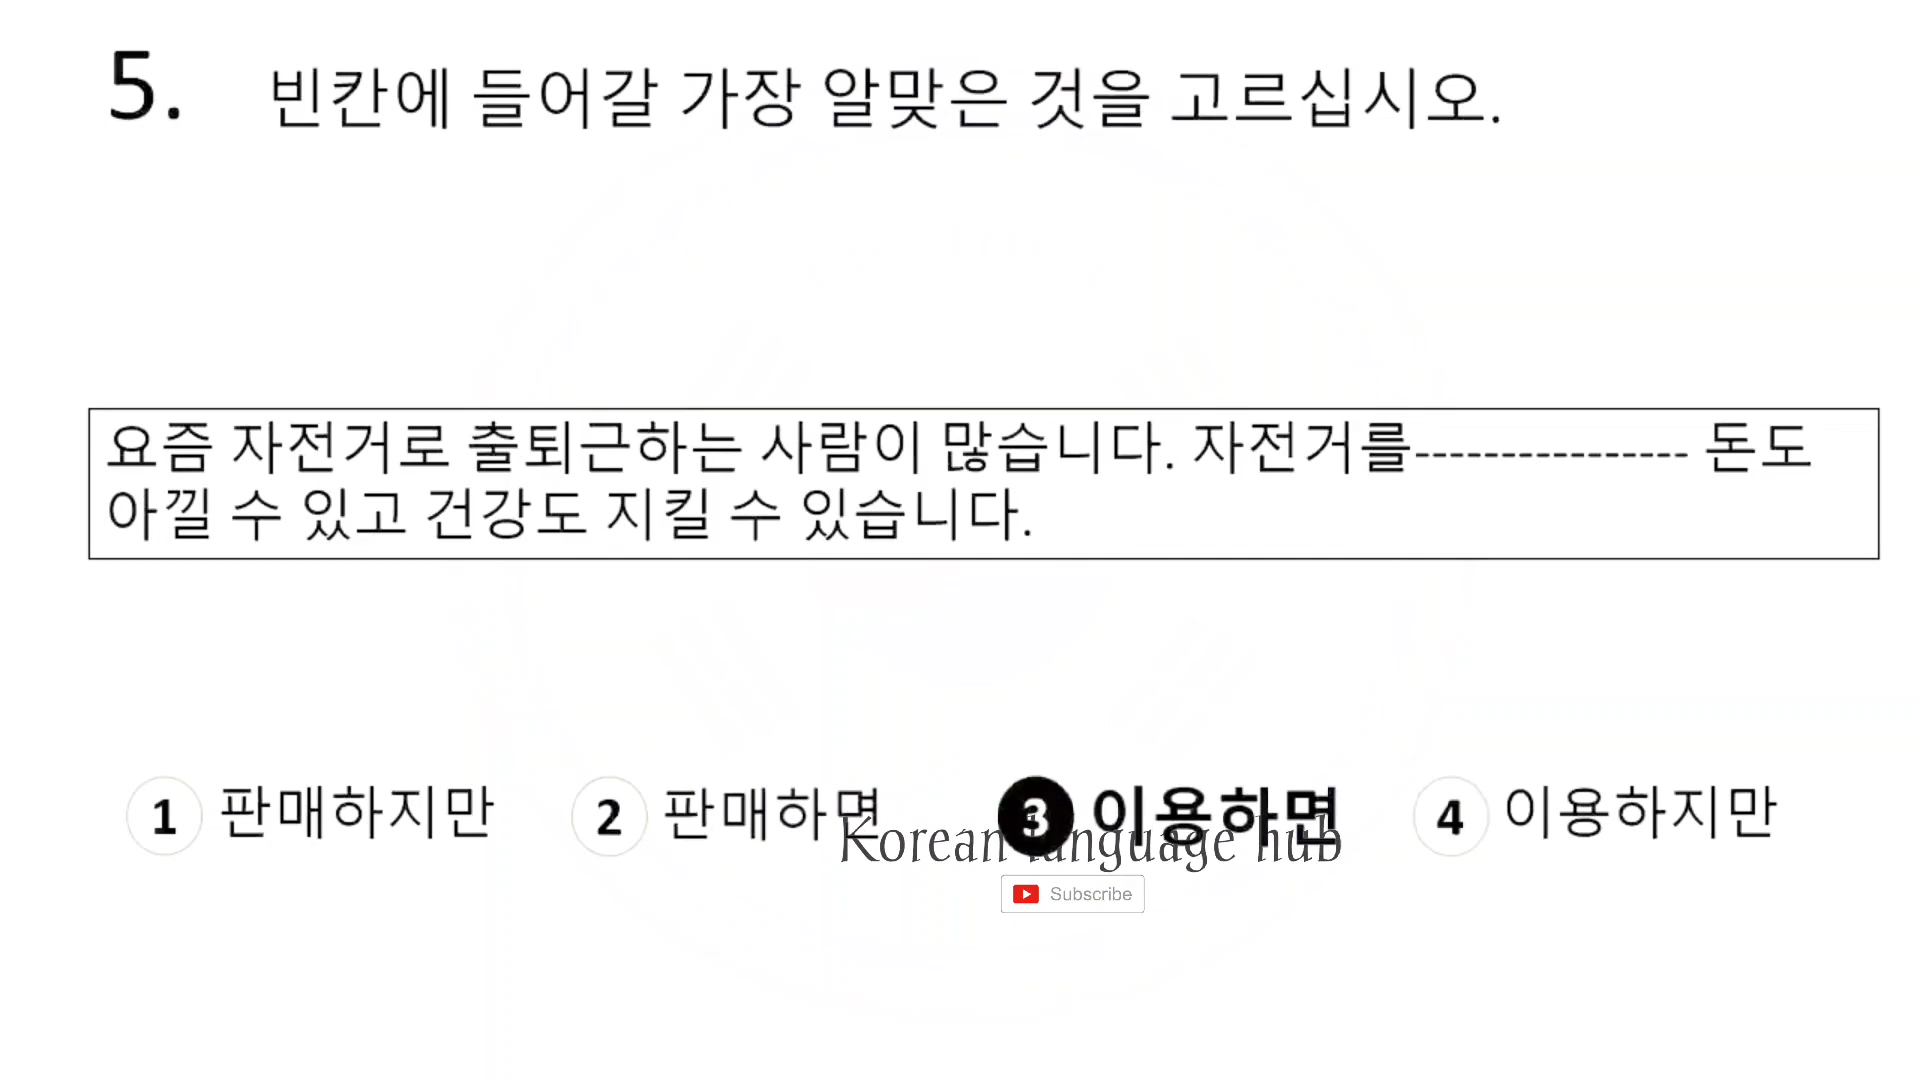 5. 빈칸에 들어갈 가장 알맞은 것을 고르십시오.
요즘 자전거로 출퇴근하는 사람이 많습니다. 자전거를---------------- 돈도
아낄 수 있고 건강도 지킬 수 있습니다.
1 판매하지만 2 판매하면 3 이용하면 4 이용하지만
Korean language hub
Subscribe